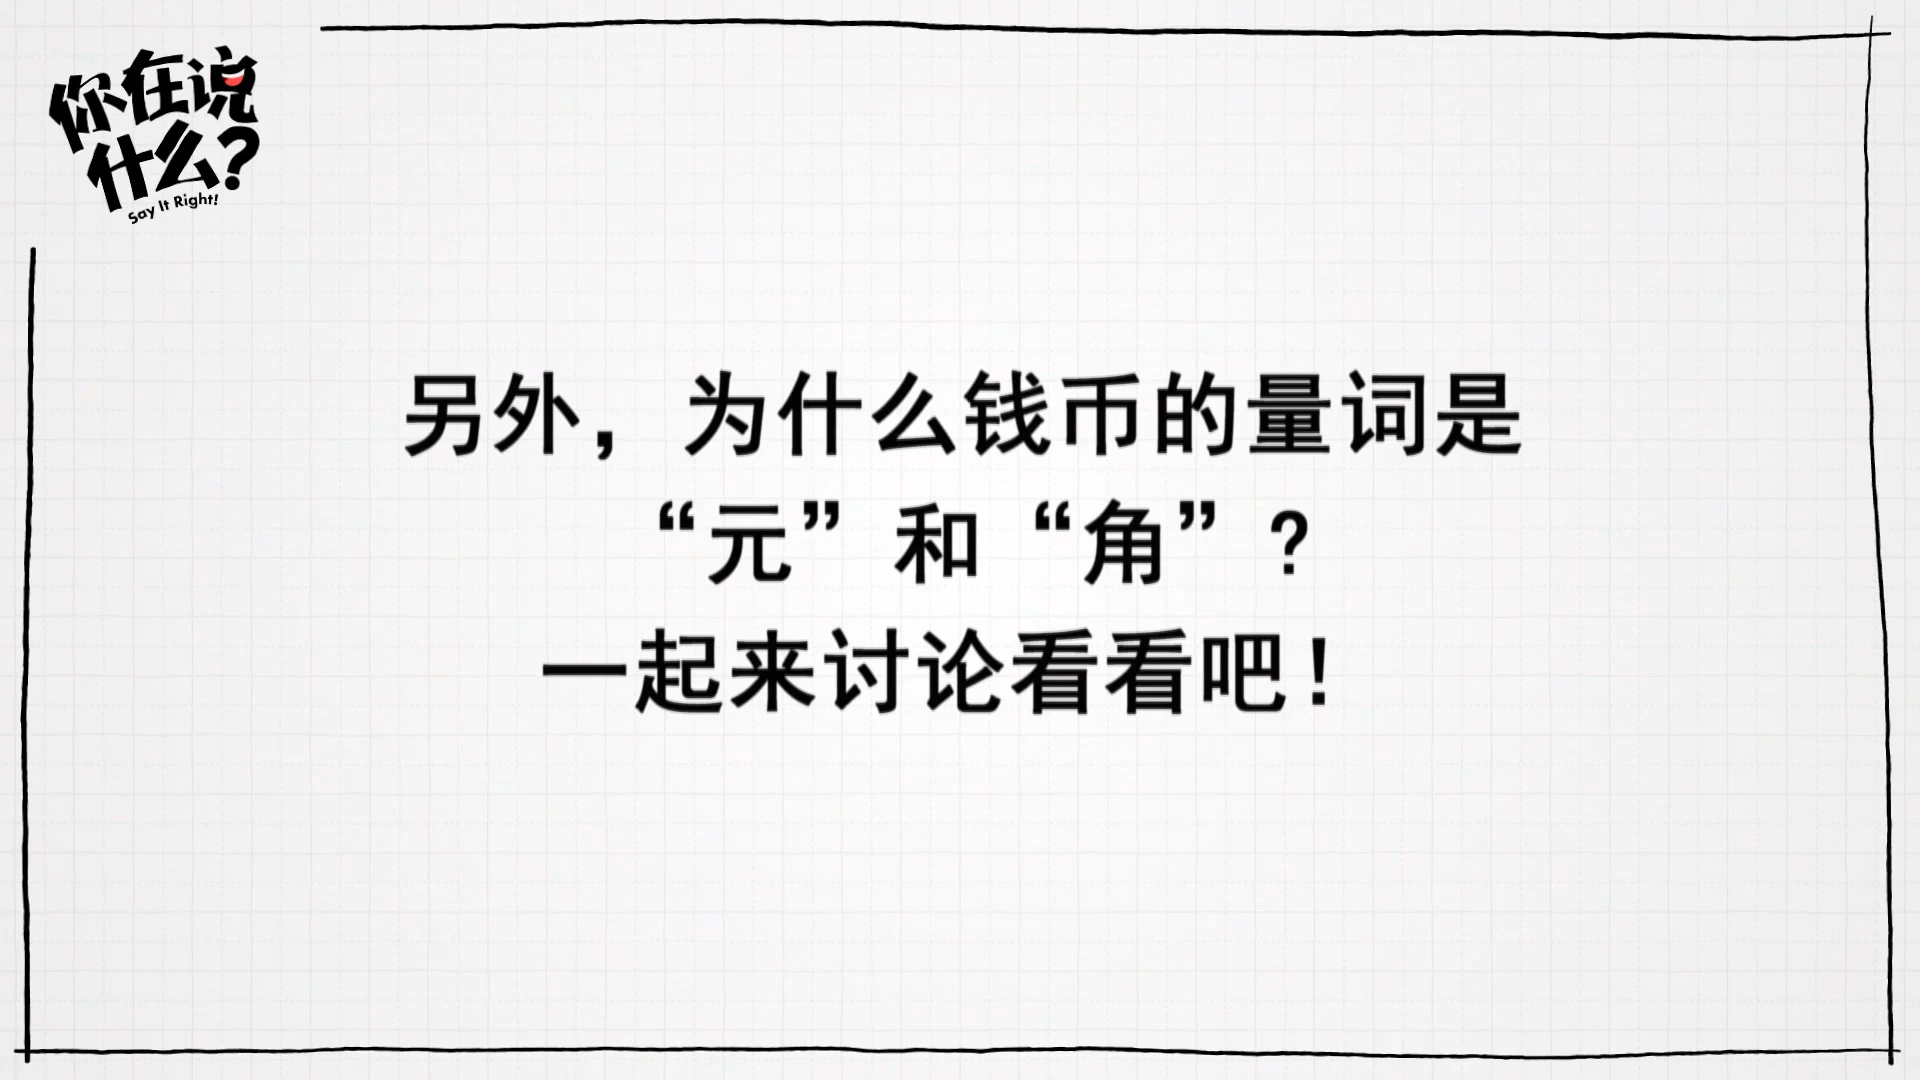 你在说
什么？
Say It Right!
另外，为什么钱币的量词是
“元”和“角”？
一起来讨论看看吧！